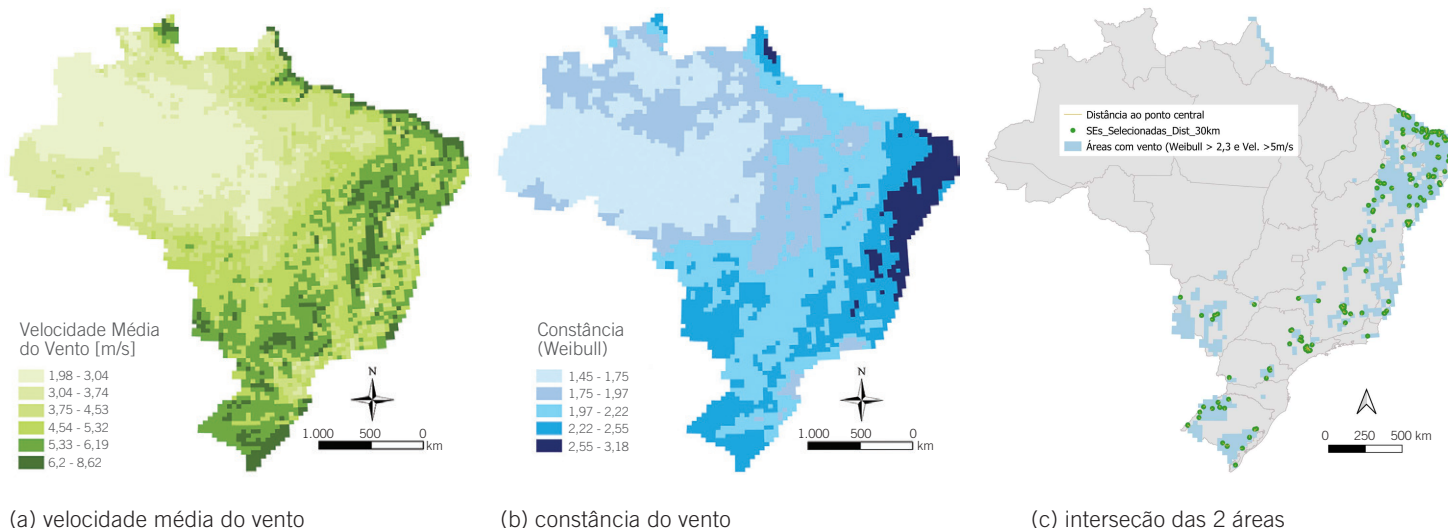 Velocidade Média
do Vento [m/s]
1,98 - 3,04
3,04 - 3,74
3,75 - 4,53
4,54 - 5,32
5,33 - 6,19
6,2 - 8,62
N
1.000 500 0
km
(a) velocidade média do vento
Constância
(Weibull)
1,45 - 1,75
1,75 - 1,97
1,97 - 2,22
2,22 - 2,55
2,55 - 3,18
N
1.000 500 0
km
(b) constância do vento
Distância ao ponto central
SEs_Selecionadas_Dist_30km
Áreas com vento (Weibull > 2,3 e Vel. >5m/s
0 250 500 km
(c) interseção das 2 áreas